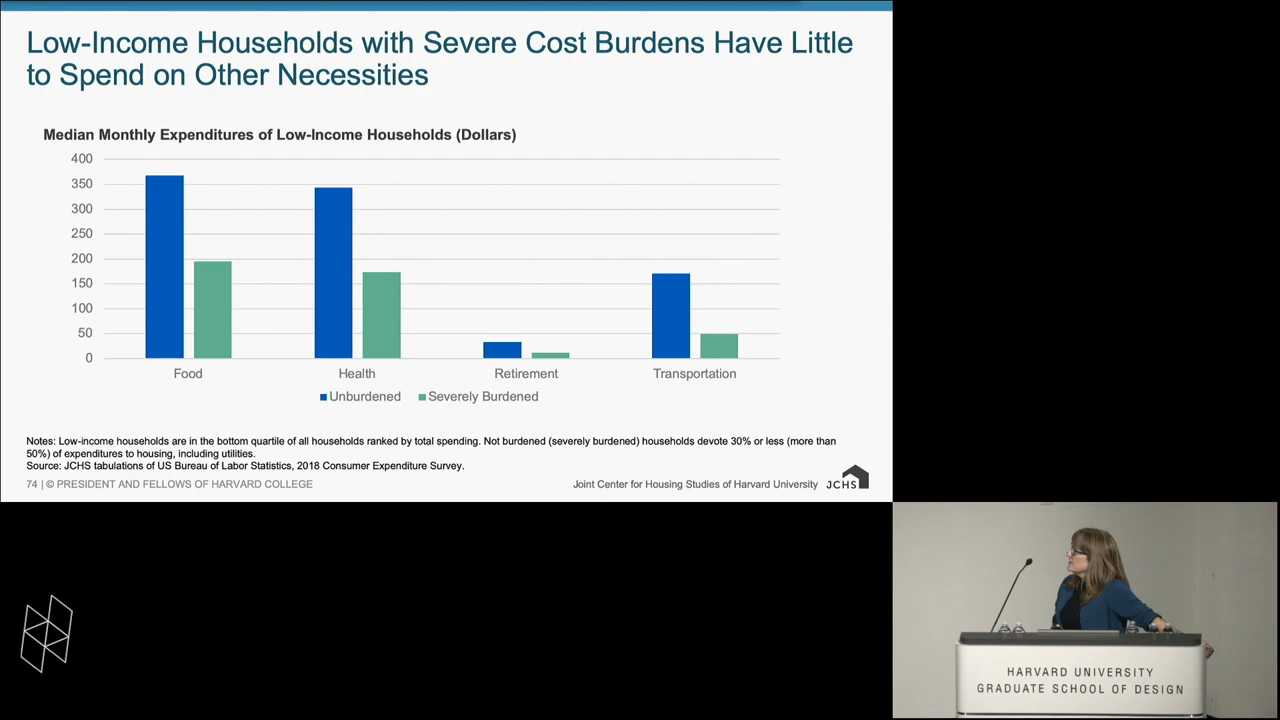 Low-Income Households with Severe Cost Burdens Have Little
to Spend on Other Necessities
Median Monthly Expenditures of Low-Income Households (Dollars)
400
350
300
250
200
150
100
50
0
Food Health Retirement Transportation
Unburdened Severely Burdened
Notes: Low-income households are in the bottom quartile of all households ranked by total spending. Not burdened (severely burdened) households devote 30% or less (more than
50%) of expenditures to housing, including utilities.
Source: JCHS tabulations of US Bureau of Labor Statistics, 2018 Consumer Expenditure Survey.
74 | © PRESIDENT AND FELLOWS OF HARVARD COLLEGE
Joint Center for Housing Studies of Harvard University JCHS
HARVARD UNIVERSITY
GRADUATE SCHOOL OF DESIGN